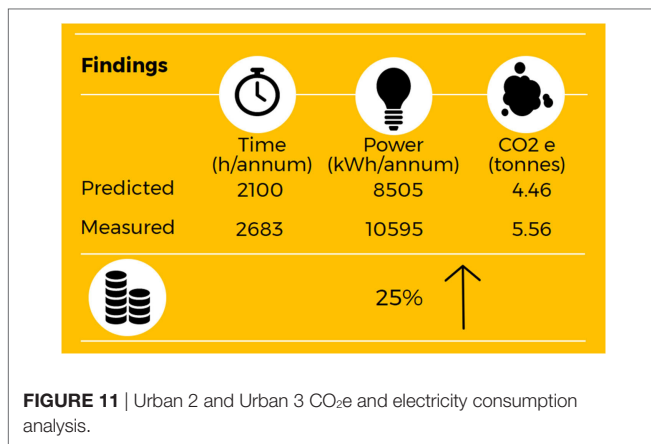 Findings
Time Power CO2 e
(h/annum) (kWh/annum) (tonnes)
Predicted 2100 8505 4.46
Measured 2683 10595 5.56
25%
FIGURE 11 | Urban 2 and Urban 3 CO₂e and electricity consumption
analysis.